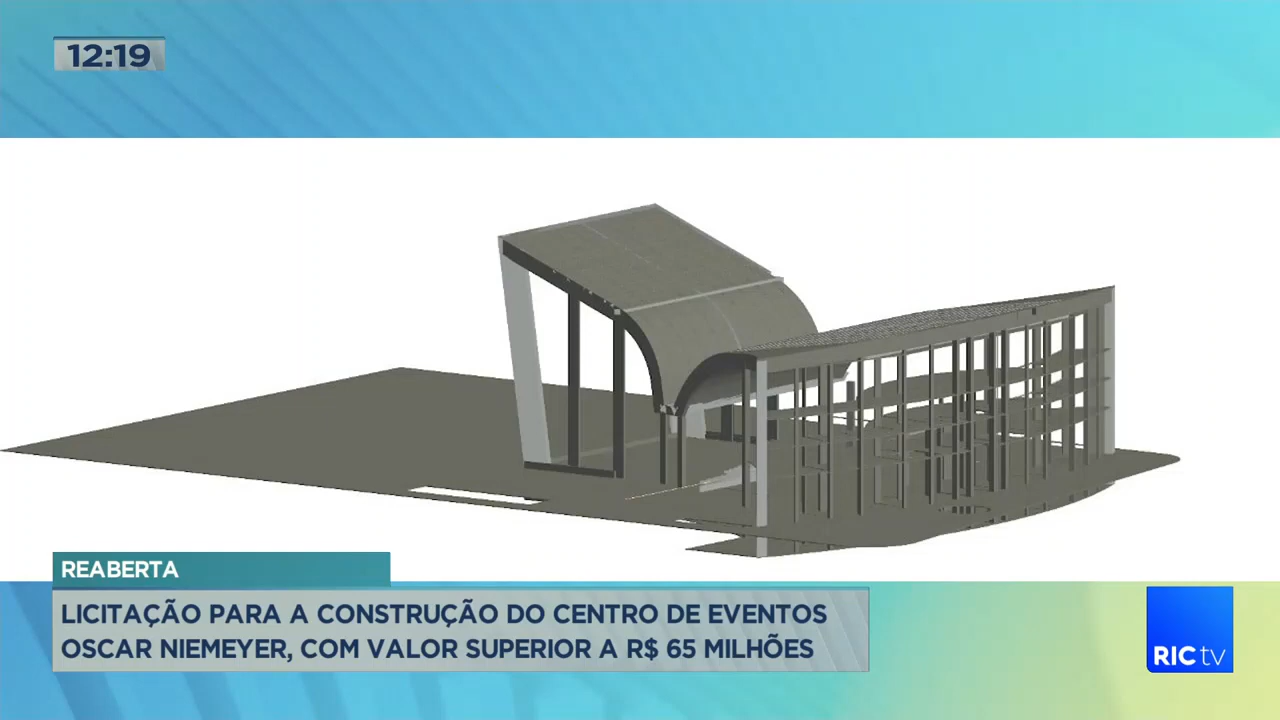 12:19
REABERTA
LICITAÇÃO PARA A CONSTRUÇÃO DO CENTRO DE EVENTOS
OSCAR NIEMEYER, COM VALOR SUPERIOR A R$ 65 MILHÕES
RIC tv